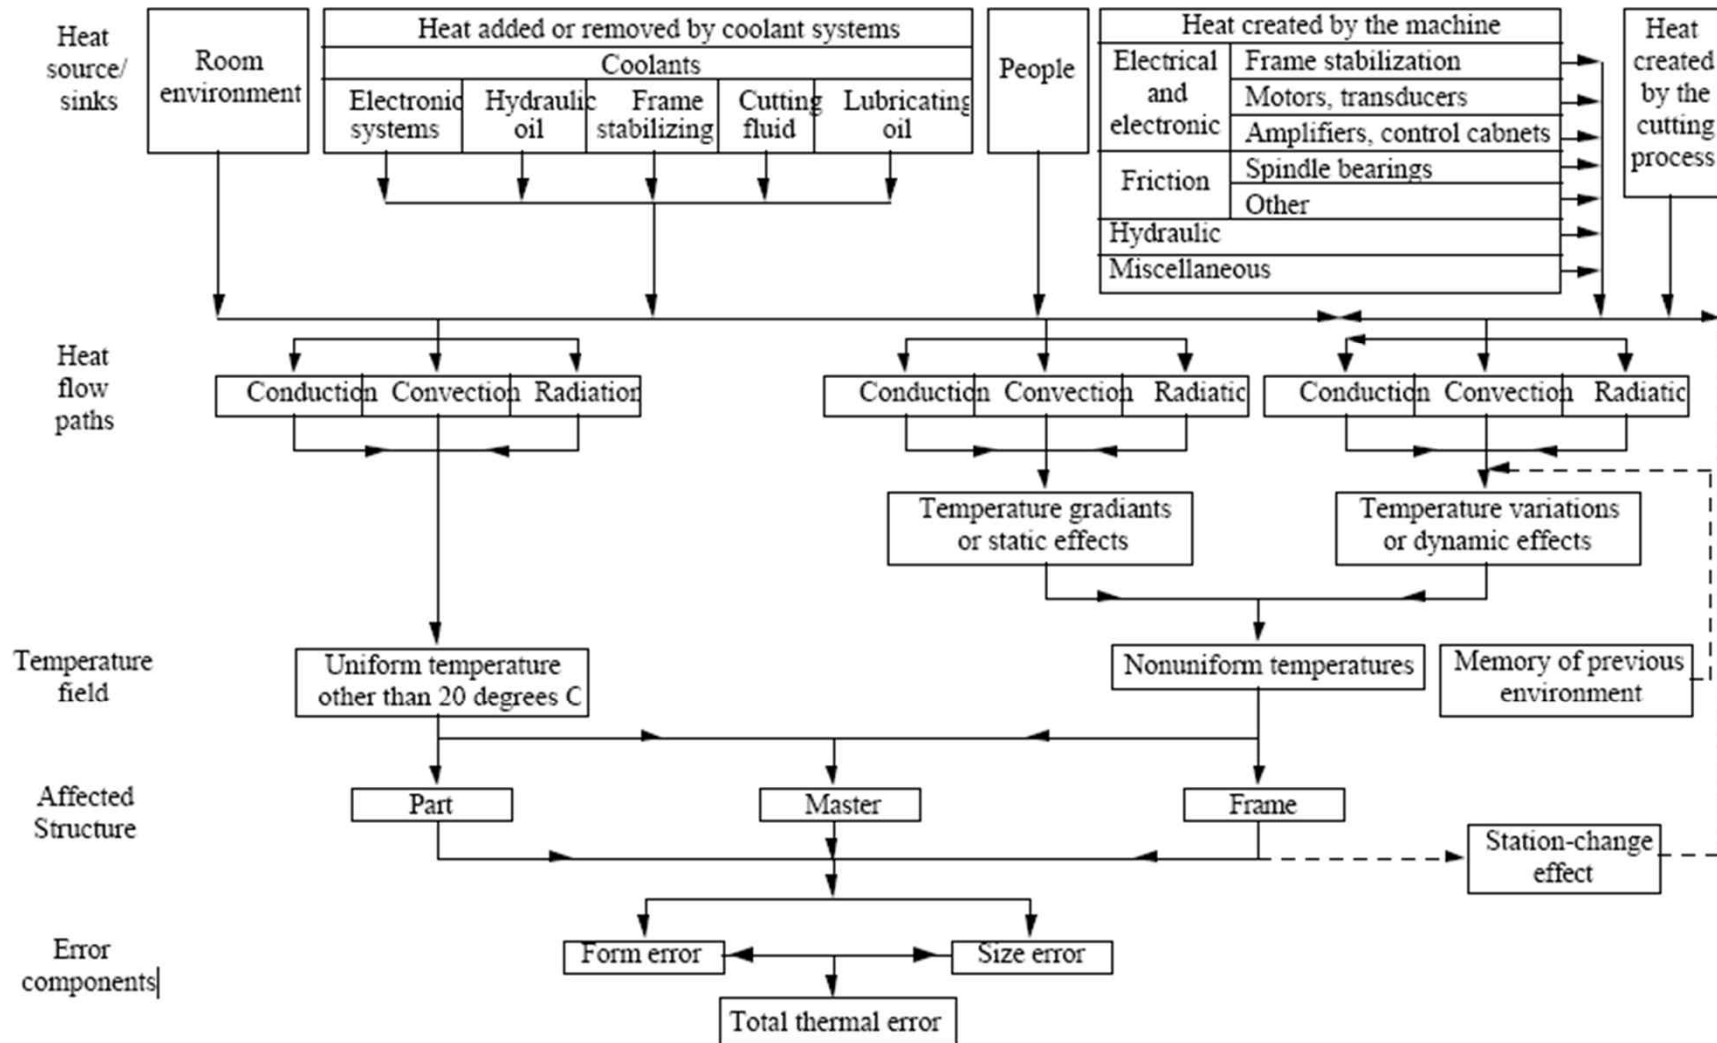 Heat
source/
sinks
Room
environment
Heat added or removed by coolant systems
Coolants
Electronic
systems
Hydraulic
oil
Frame
stabilizing
Cutting
fluid
Lubricating
oil
People
Heat created by the machine
Electrical
and
electronic
Frame stabilization
Motors, transducers
Amplifiers, control cabnets
Friction
Spindle bearings
Other
Hydraulic
Miscellaneous
Heat
created
by the
cutting
process
Heat
flow
paths
Conduction
Convection
Radiation
Conduction
Convection
Radiatic
Conduction
Convection
Radiatic
Temperature gradiants
or static effects
Temperature variations
or dynamic effects
Temperature
field
Uniform temperature
other than 20 degrees C
Nonuniform temperatures
Memory of previous
environment
Affected
Structure
Part
Master
Frame
Station-change
effect
Error
components
Form error
Size error
Total thermal error